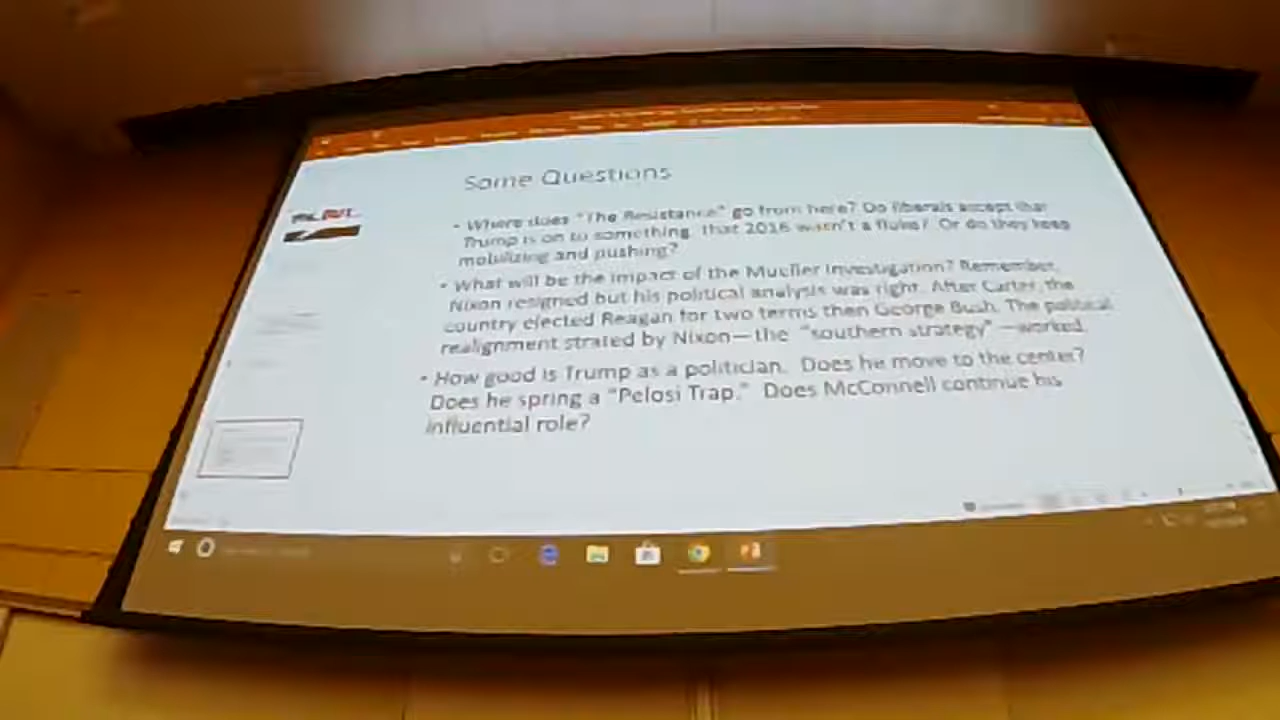 Some Questions
• Where does "The Resistance" go from here? Do liberals accept that
Trump is on to something that 2016 wasn't a fluke? Or do they keep
mobilizing and pushing?
• What will be the impact of the Mueller Investigation? Remember,
Nixon resigned but his political analysis was right. After Carter, the
country elected Reagan for two terms then George Bush. The political
realignment strated by Nixon—the "southern strategy" —worked.
• How good is Trump as a politician. Does he move to the center?
Does he spring a "Pelosi Trap." Does McConnell continue his
influential role?